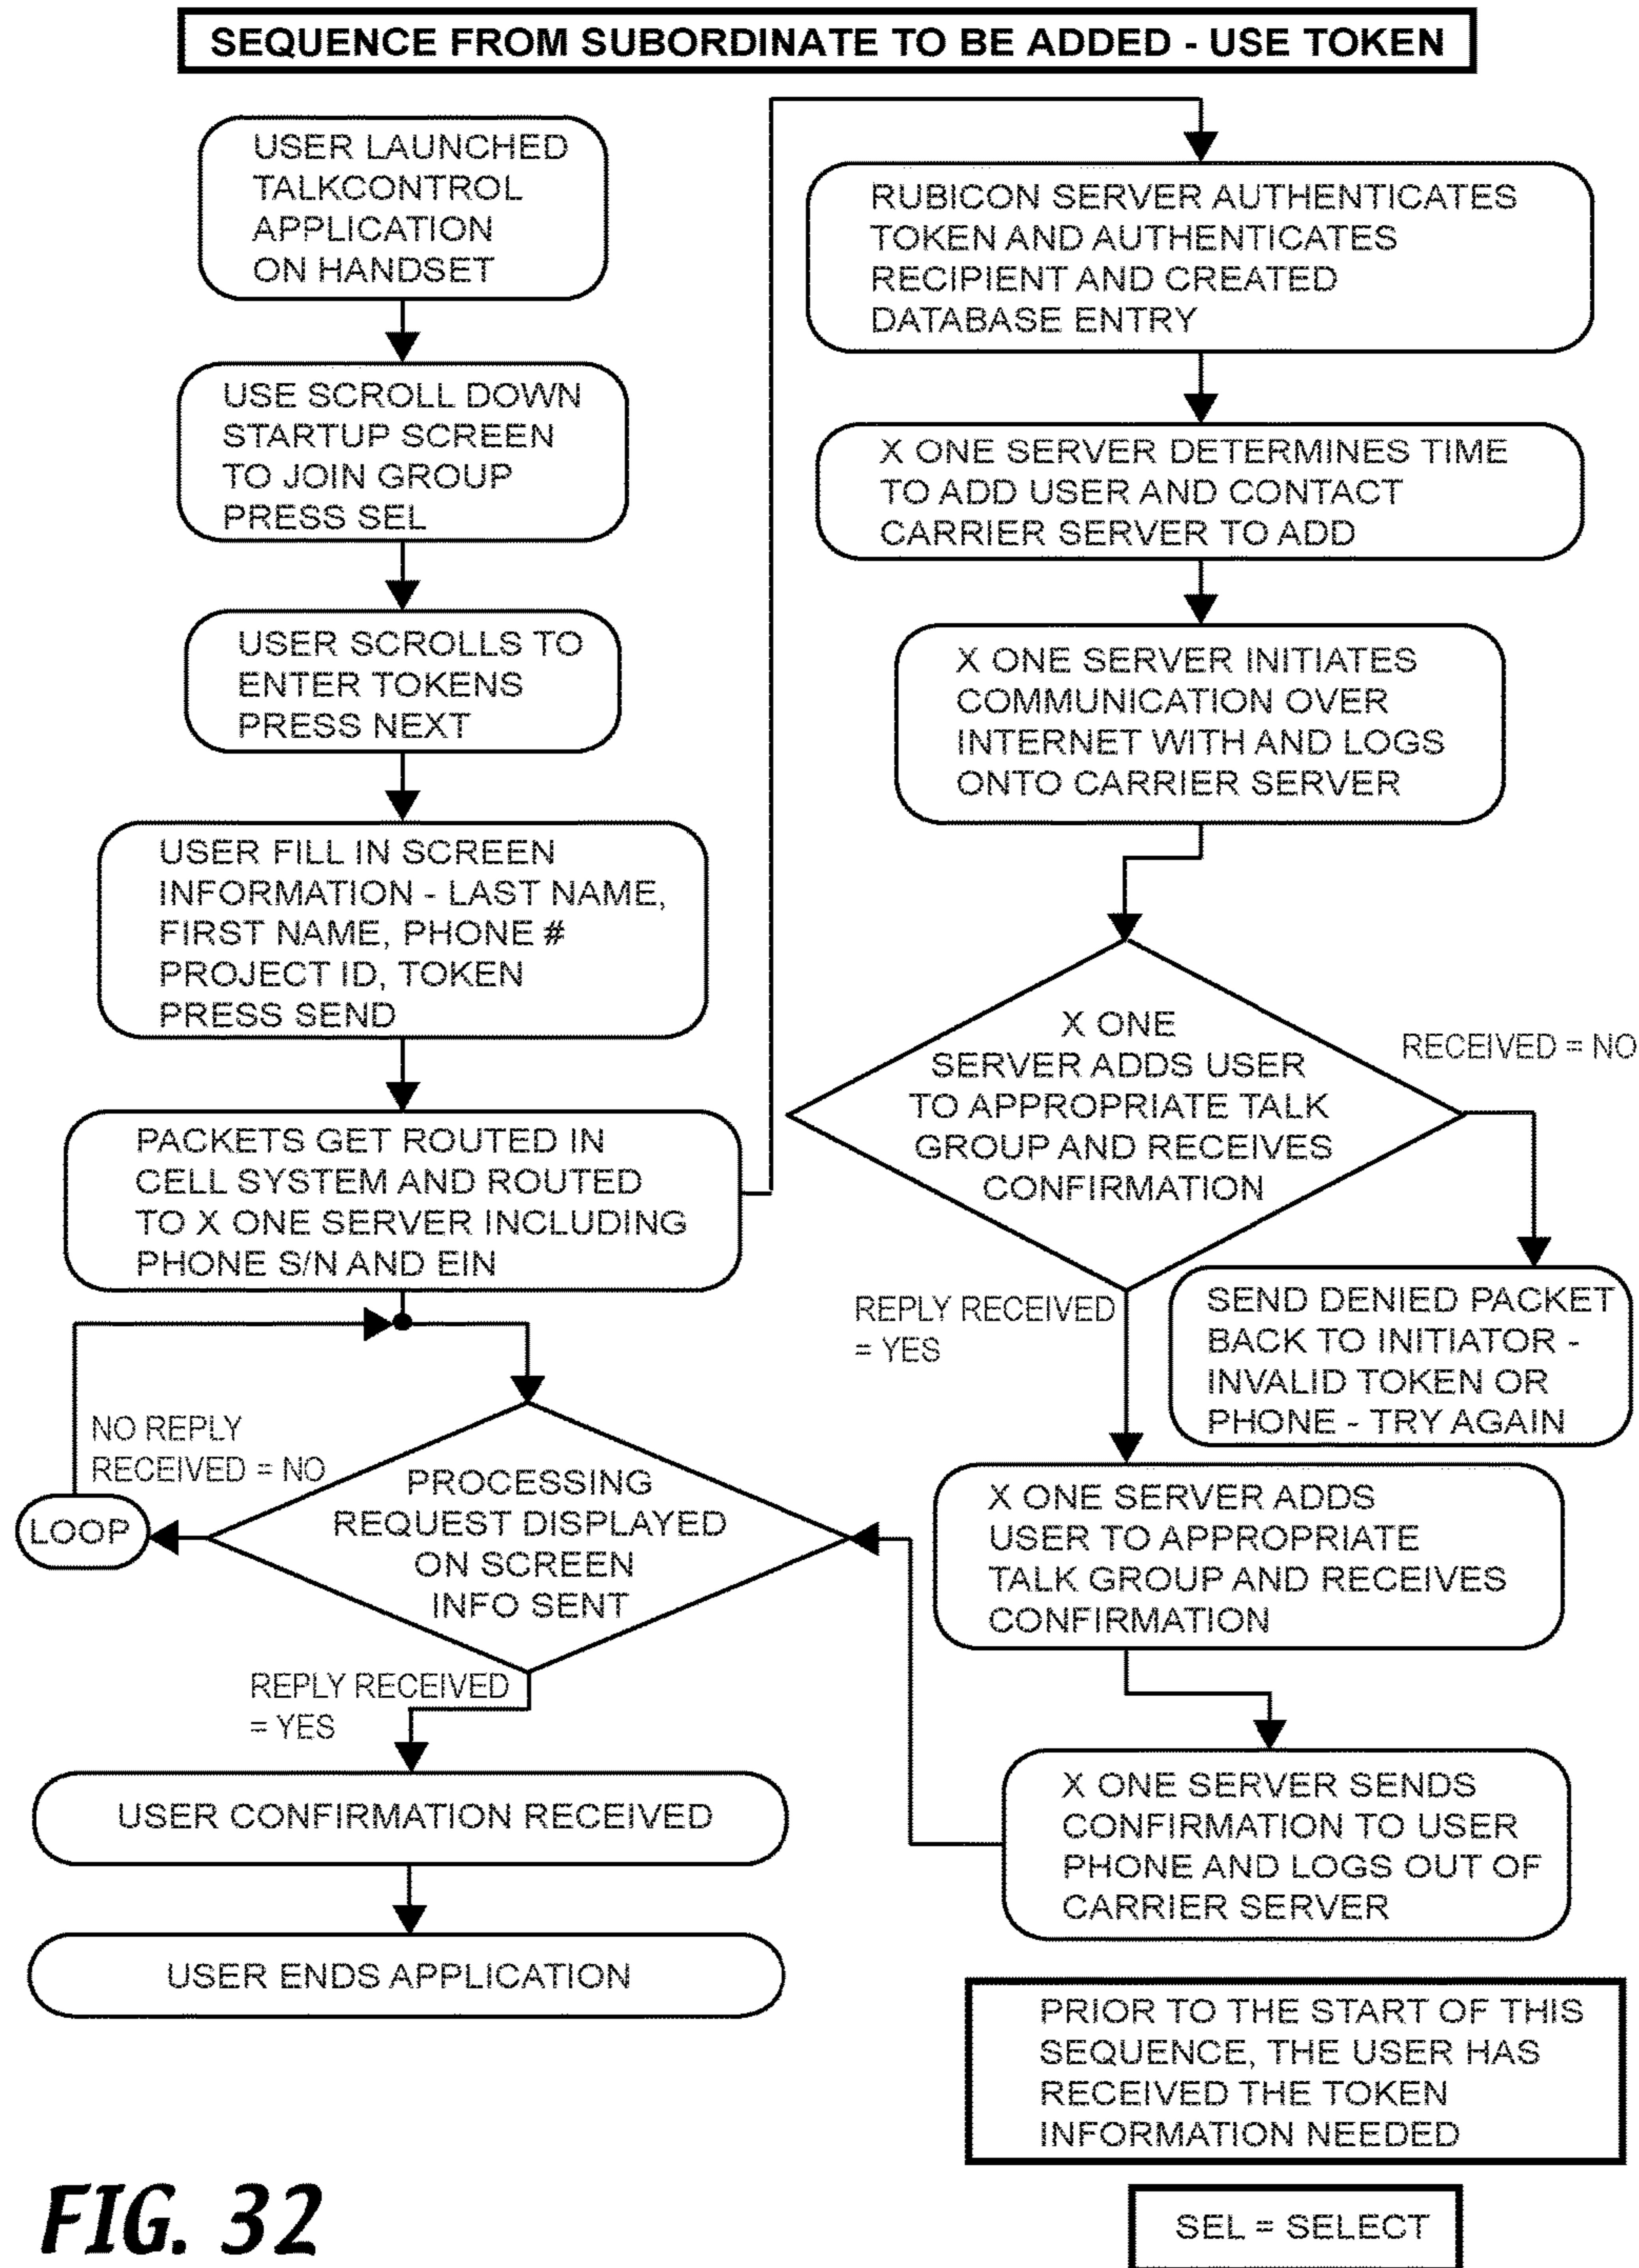 SEQUENCE FROM SUBORDINATE TO BE ADDED - USE TOKEN
USER LAUNCHED
TALKCONTROL
APPLICATION
ON HANDSET
USE SCROLL DOWN
STARTUP SCREEN
TO JOIN GROUP
PRESS SEL
USER SCROLLS TO
ENTER TOKENS
PRESS NEXT
USER FILL IN SCREEN
INFORMATION - LAST NAME,
FIRST NAME, PHONE #
PROJECT ID, TOKEN
PRESS SEND
PACKETS GET ROUTED IN
CELL SYSTEM AND ROUTED
TO X ONE SERVER INCLUDING
PHONE S/N AND EIN
NO REPLY
RECEIVED = NO
LOOP
PROCESSING
REQUEST DISPLAYED
ON SCREEN
INFO SENT
REPLY RECEIVED
= YES
USER CONFIRMATION RECEIVED
USER ENDS APPLICATION
RUBICON SERVER AUTHENTICATES
TOKEN AND AUTHENTICATES
RECIPIENT AND CREATED
DATABASE ENTRY
X ONE SERVER DETERMINES TIME
TO ADD USER AND CONTACT
CARRIER SERVER TO ADD
X ONE SERVER INITIATES
COMMUNICATION OVER
INTERNET WITH AND LOGS
ONTO CARRIER SERVER
X ONE
SERVER ADDS USER
TO APPROPRIATE TALK
GROUP AND RECEIVES
CONFIRMATION
RECEIVED = NO
SEND DENIED PACKET
BACK TO INITIATOR -
INVALID TOKEN OR
PHONE - TRY AGAIN
REPLY RECEIVED
= YES
X ONE SERVER ADDS
USER TO APPROPRIATE
TALK GROUP AND RECEIVES
CONFIRMATION
X ONE SERVER SENDS
CONFIRMATION TO USER
PHONE AND LOGS OUT OF
CARRIER SERVER
PRIOR TO THE START OF THIS
SEQUENCE, THE USER HAS
RECEIVED THE TOKEN
INFORMATION NEEDED
SEL = SELECT
FIG. 32